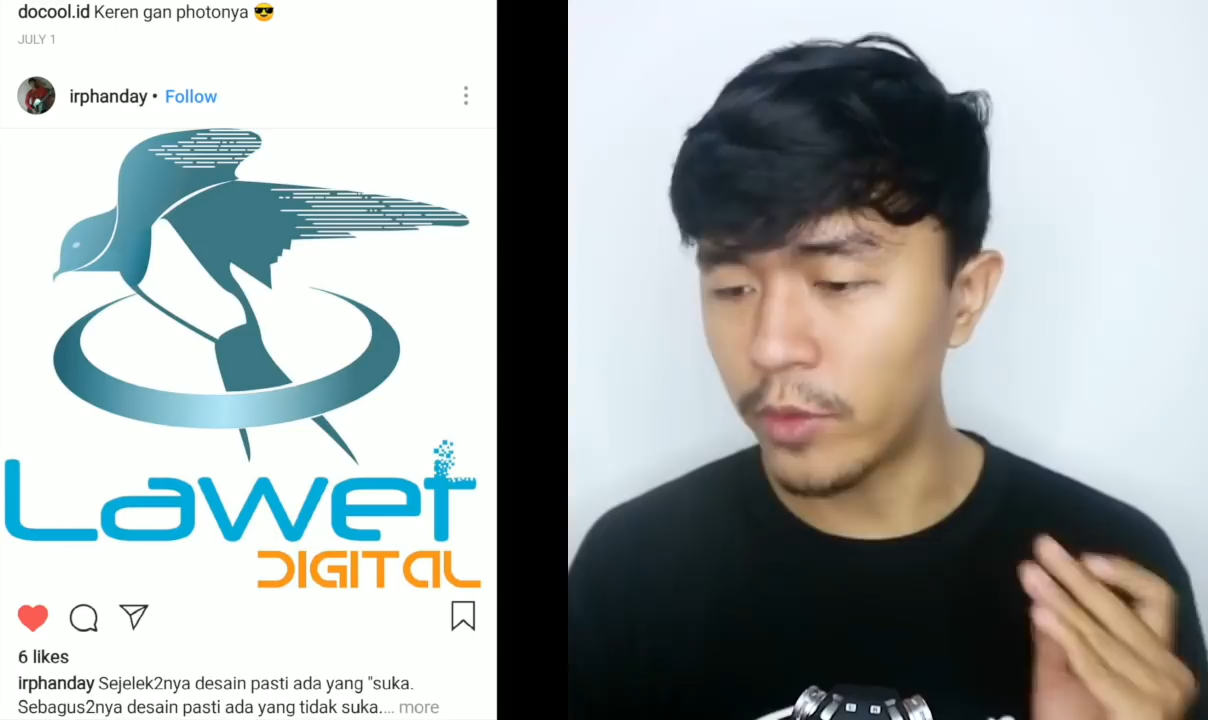 docool.id Keren gan photonya 😎
JULY 1
irphanday • Follow
Lawet
DIGITAL
6 likes
irphanday Sejelek2nya desain pasti ada yang "suka.
Sebagus2nya desain pasti ada yang tidak suka.... more